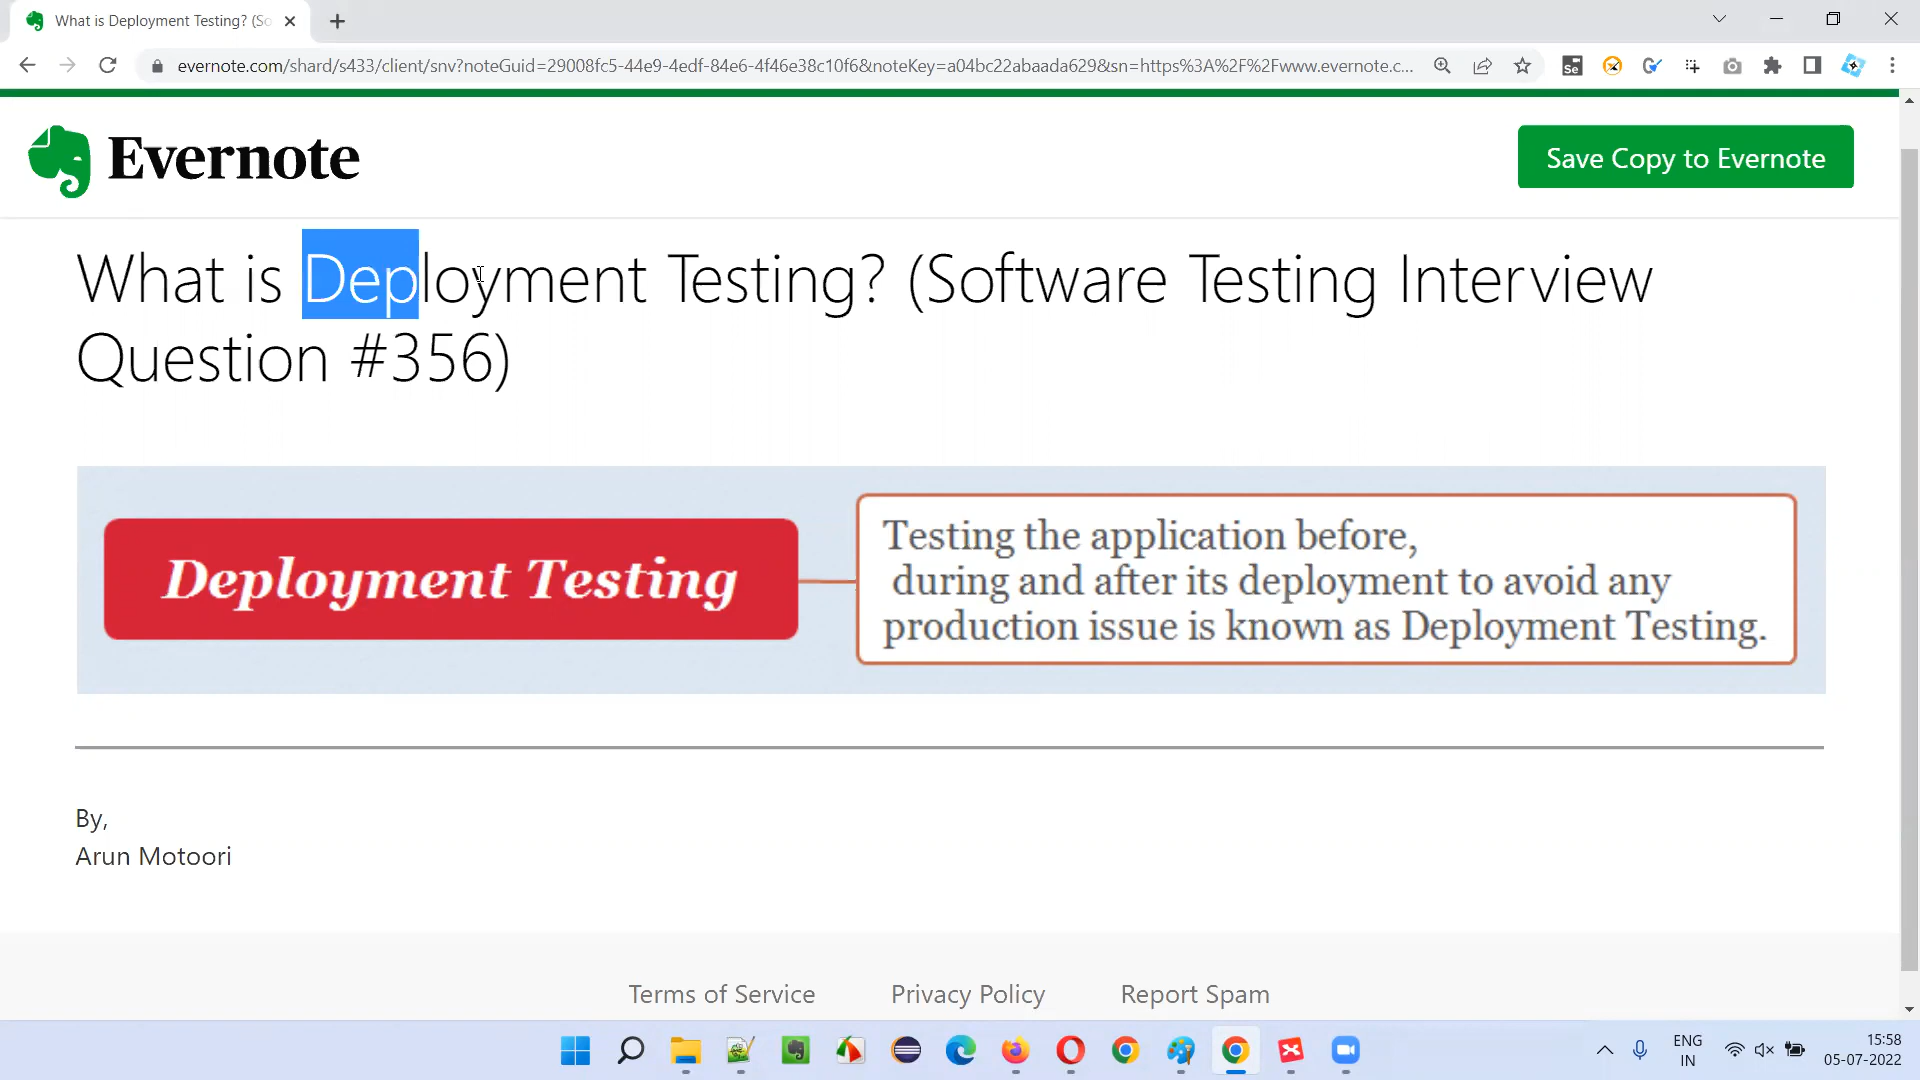 What is Deployment Testing? (So
evernote.com/shard/s433/client/snv?noteGuid=29008fc5-44e9-4edf-84e6-4f46e38c10f6&noteKey=a04bc22abaada629&sn=https%3A%2F%2Fwww.evernote.c...
Se
Evernote
Save Copy to Evernote
What is Deployment Testing? (Software Testing Interview
Question #356)
Deployment Testing
Testing the application before,
during and after its deployment to avoid any
production issue is known as Deployment Testing.
By,
Arun Motoori
Terms of Service
Privacy Policy
Report Spam
ENG
IN
15:58
05-07-2022